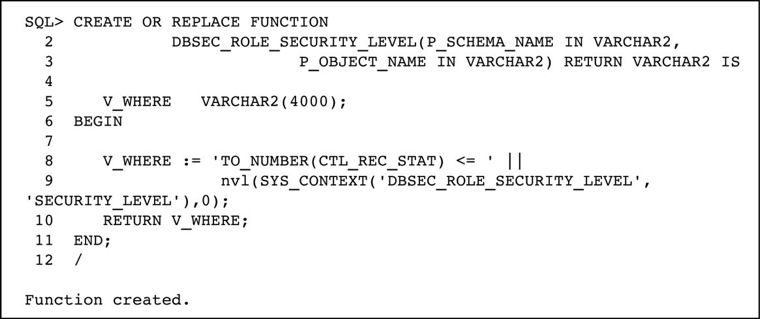 SQL> CREATE OR REPLACE FUNCTION
  2            DBSEC_ROLE_SECURITY_LEVEL(P_SCHEMA_NAME IN VARCHAR2,
  3                         P_OBJECT_NAME IN VARCHAR2) RETURN VARCHAR2 IS
  4
  5     V_WHERE   VARCHAR2(4000);
  6  BEGIN
  7
  8     V_WHERE := 'TO_NUMBER(CTL_REC_STAT) <= ' ||
  9                nvl(SYS_CONTEXT('DBSEC_ROLE_SECURITY_LEVEL',
'SECURITY_LEVEL'),0);
 10     RETURN V_WHERE;
 11  END;
 12  /
Function created.